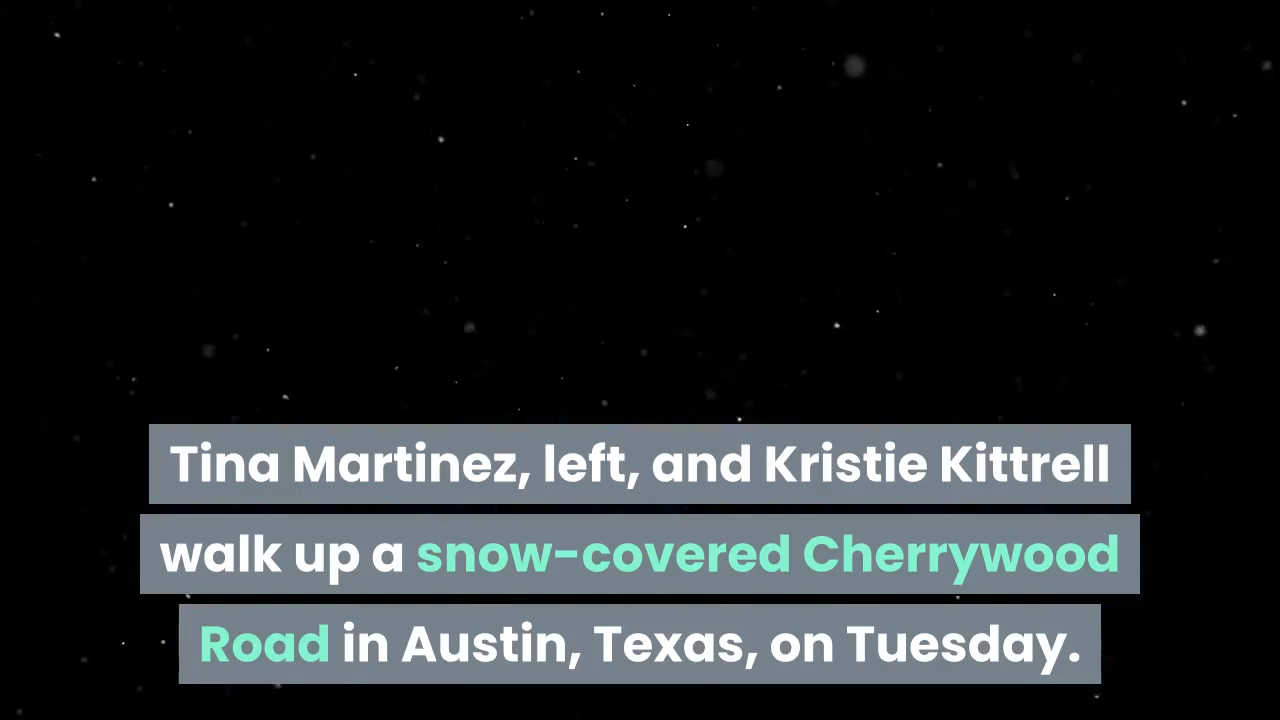 Tina Martinez, left, and Kristie Kittrell
walk up a snow-covered Cherrywood
Road in Austin, Texas, on Tuesday.